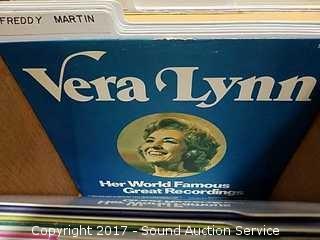 FREDDY MARTIN
Vera Lynn
Her World Famous
Great Recordings
Copyright 2017 - Sound Auction Service